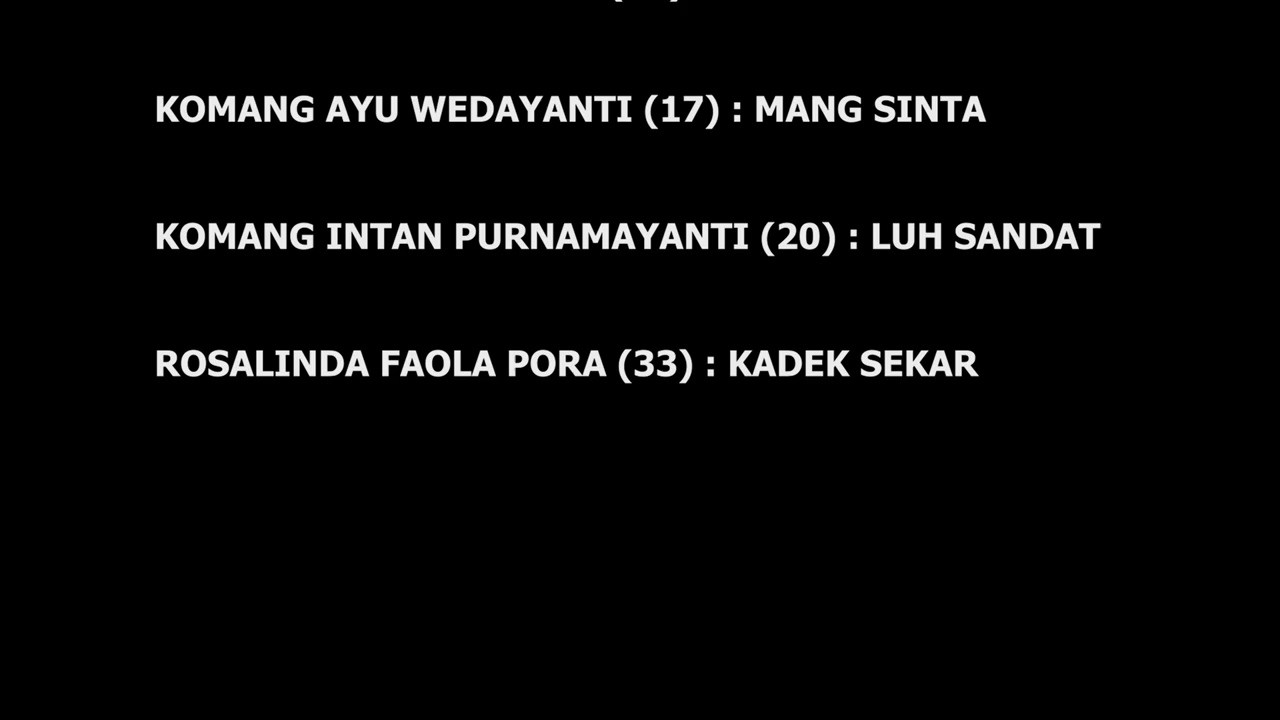 KOMANG AYU WEDAYANTI (17) : MANG SINTA
KOMANG INTAN PURNAMAYANTI (20) : LUH SANDAT
ROSALINDA FAOLA PORA (33) : KADEK SEKAR